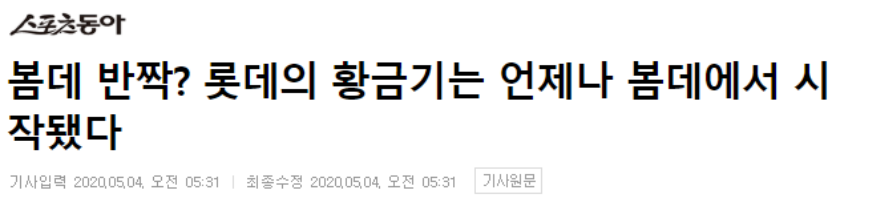 스포츠동아
봄데 반짝? 롯데의 황금기는 언제나 봄데에서 시
작됐다
기사입력 2020.05.04. 오전 05:31 | 최종수정 2020.05.04. 오전 05:31 기사원문